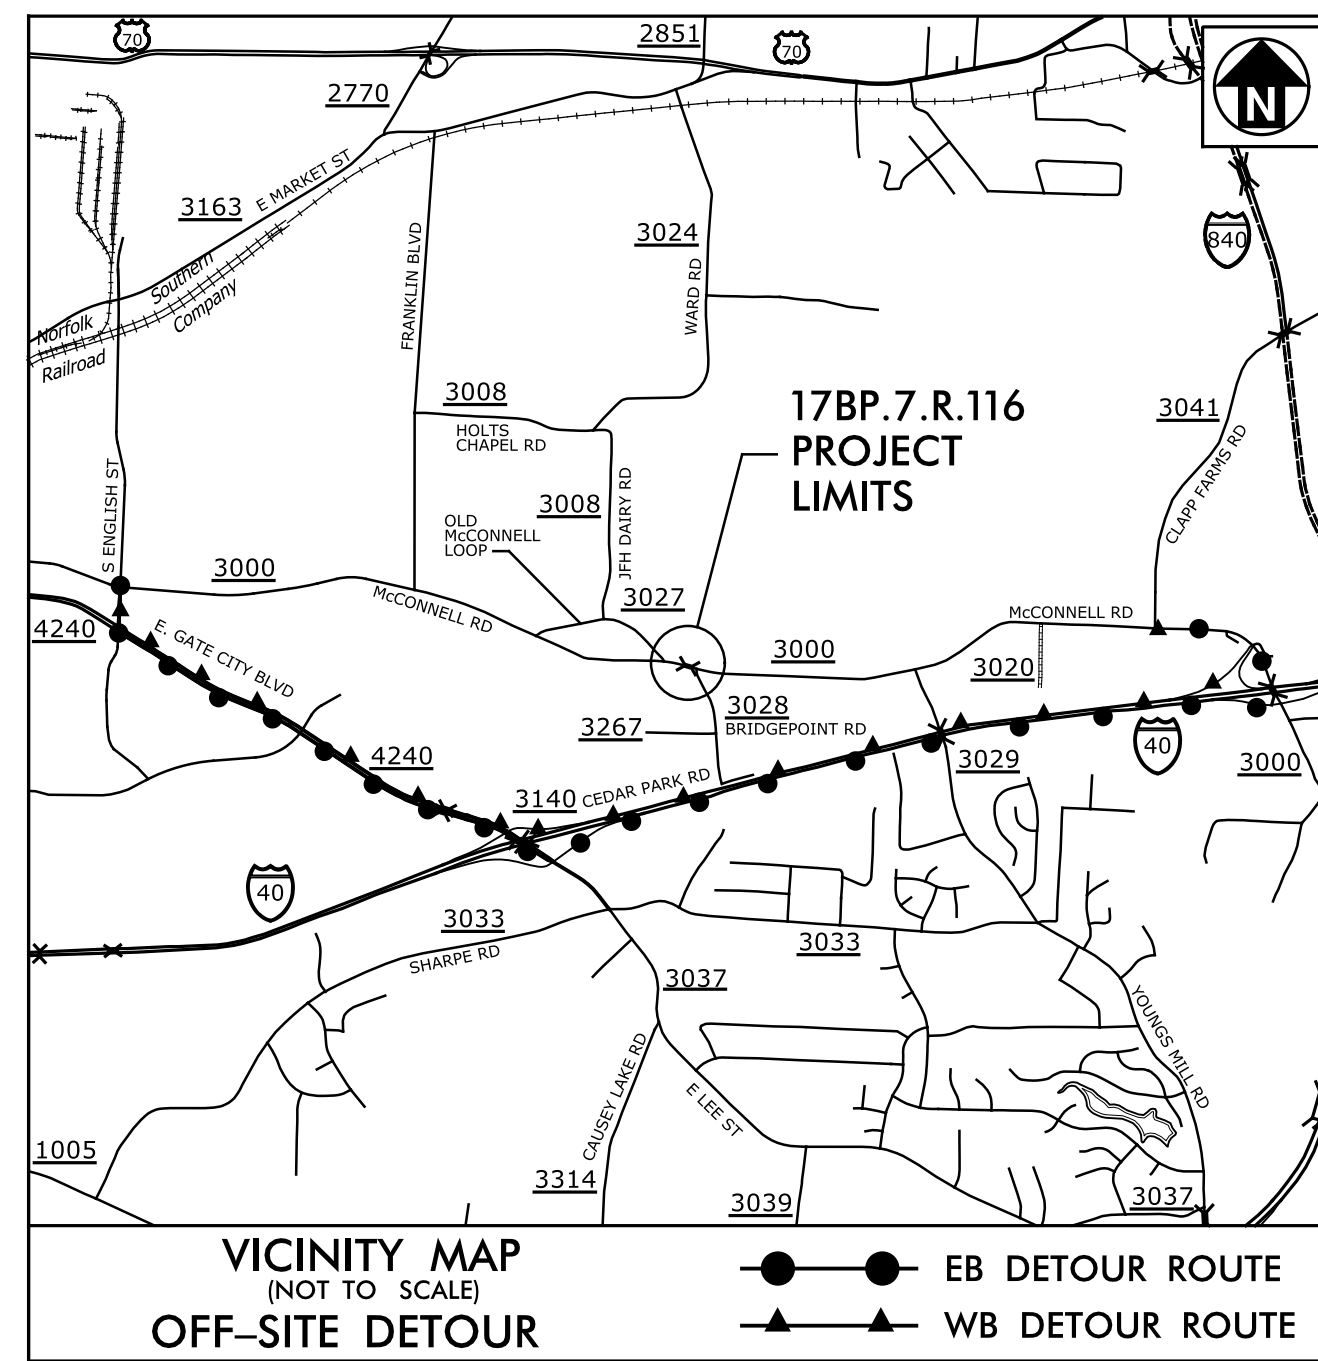 70
2851
70
2770
N
3163
E MARKET ST
3024
840
FRANKLIN BLVD
WARD RD
Norfolk
Southern
Railroad
Company
3008
HOLTS
CHAPEL RD
17BP.7.R.116
PROJECT
LIMITS
3041
CLAPP FARMS RD
S ENGLISH ST
3008
JFH DAIRY RD
OLD
McCONNELL
LOOP
3000
McCONNELL RD
3027
McCONNELL RD
4240
E. GATE CITY BLVD
3000
3020
3028
3267
BRIDGEPOINT RD
4240
40
3029
3000
3140
CEDAR PARK RD
40
3033
SHARPE RD
3033
3037
YOUNGS MILL RD
CAUSEY LAKE RD
E LEE ST
1005
3314
3039
3037
VICINITY MAP
(NOT TO SCALE)
OFF–SITE DETOUR
EB DETOUR ROUTE
WB DETOUR ROUTE